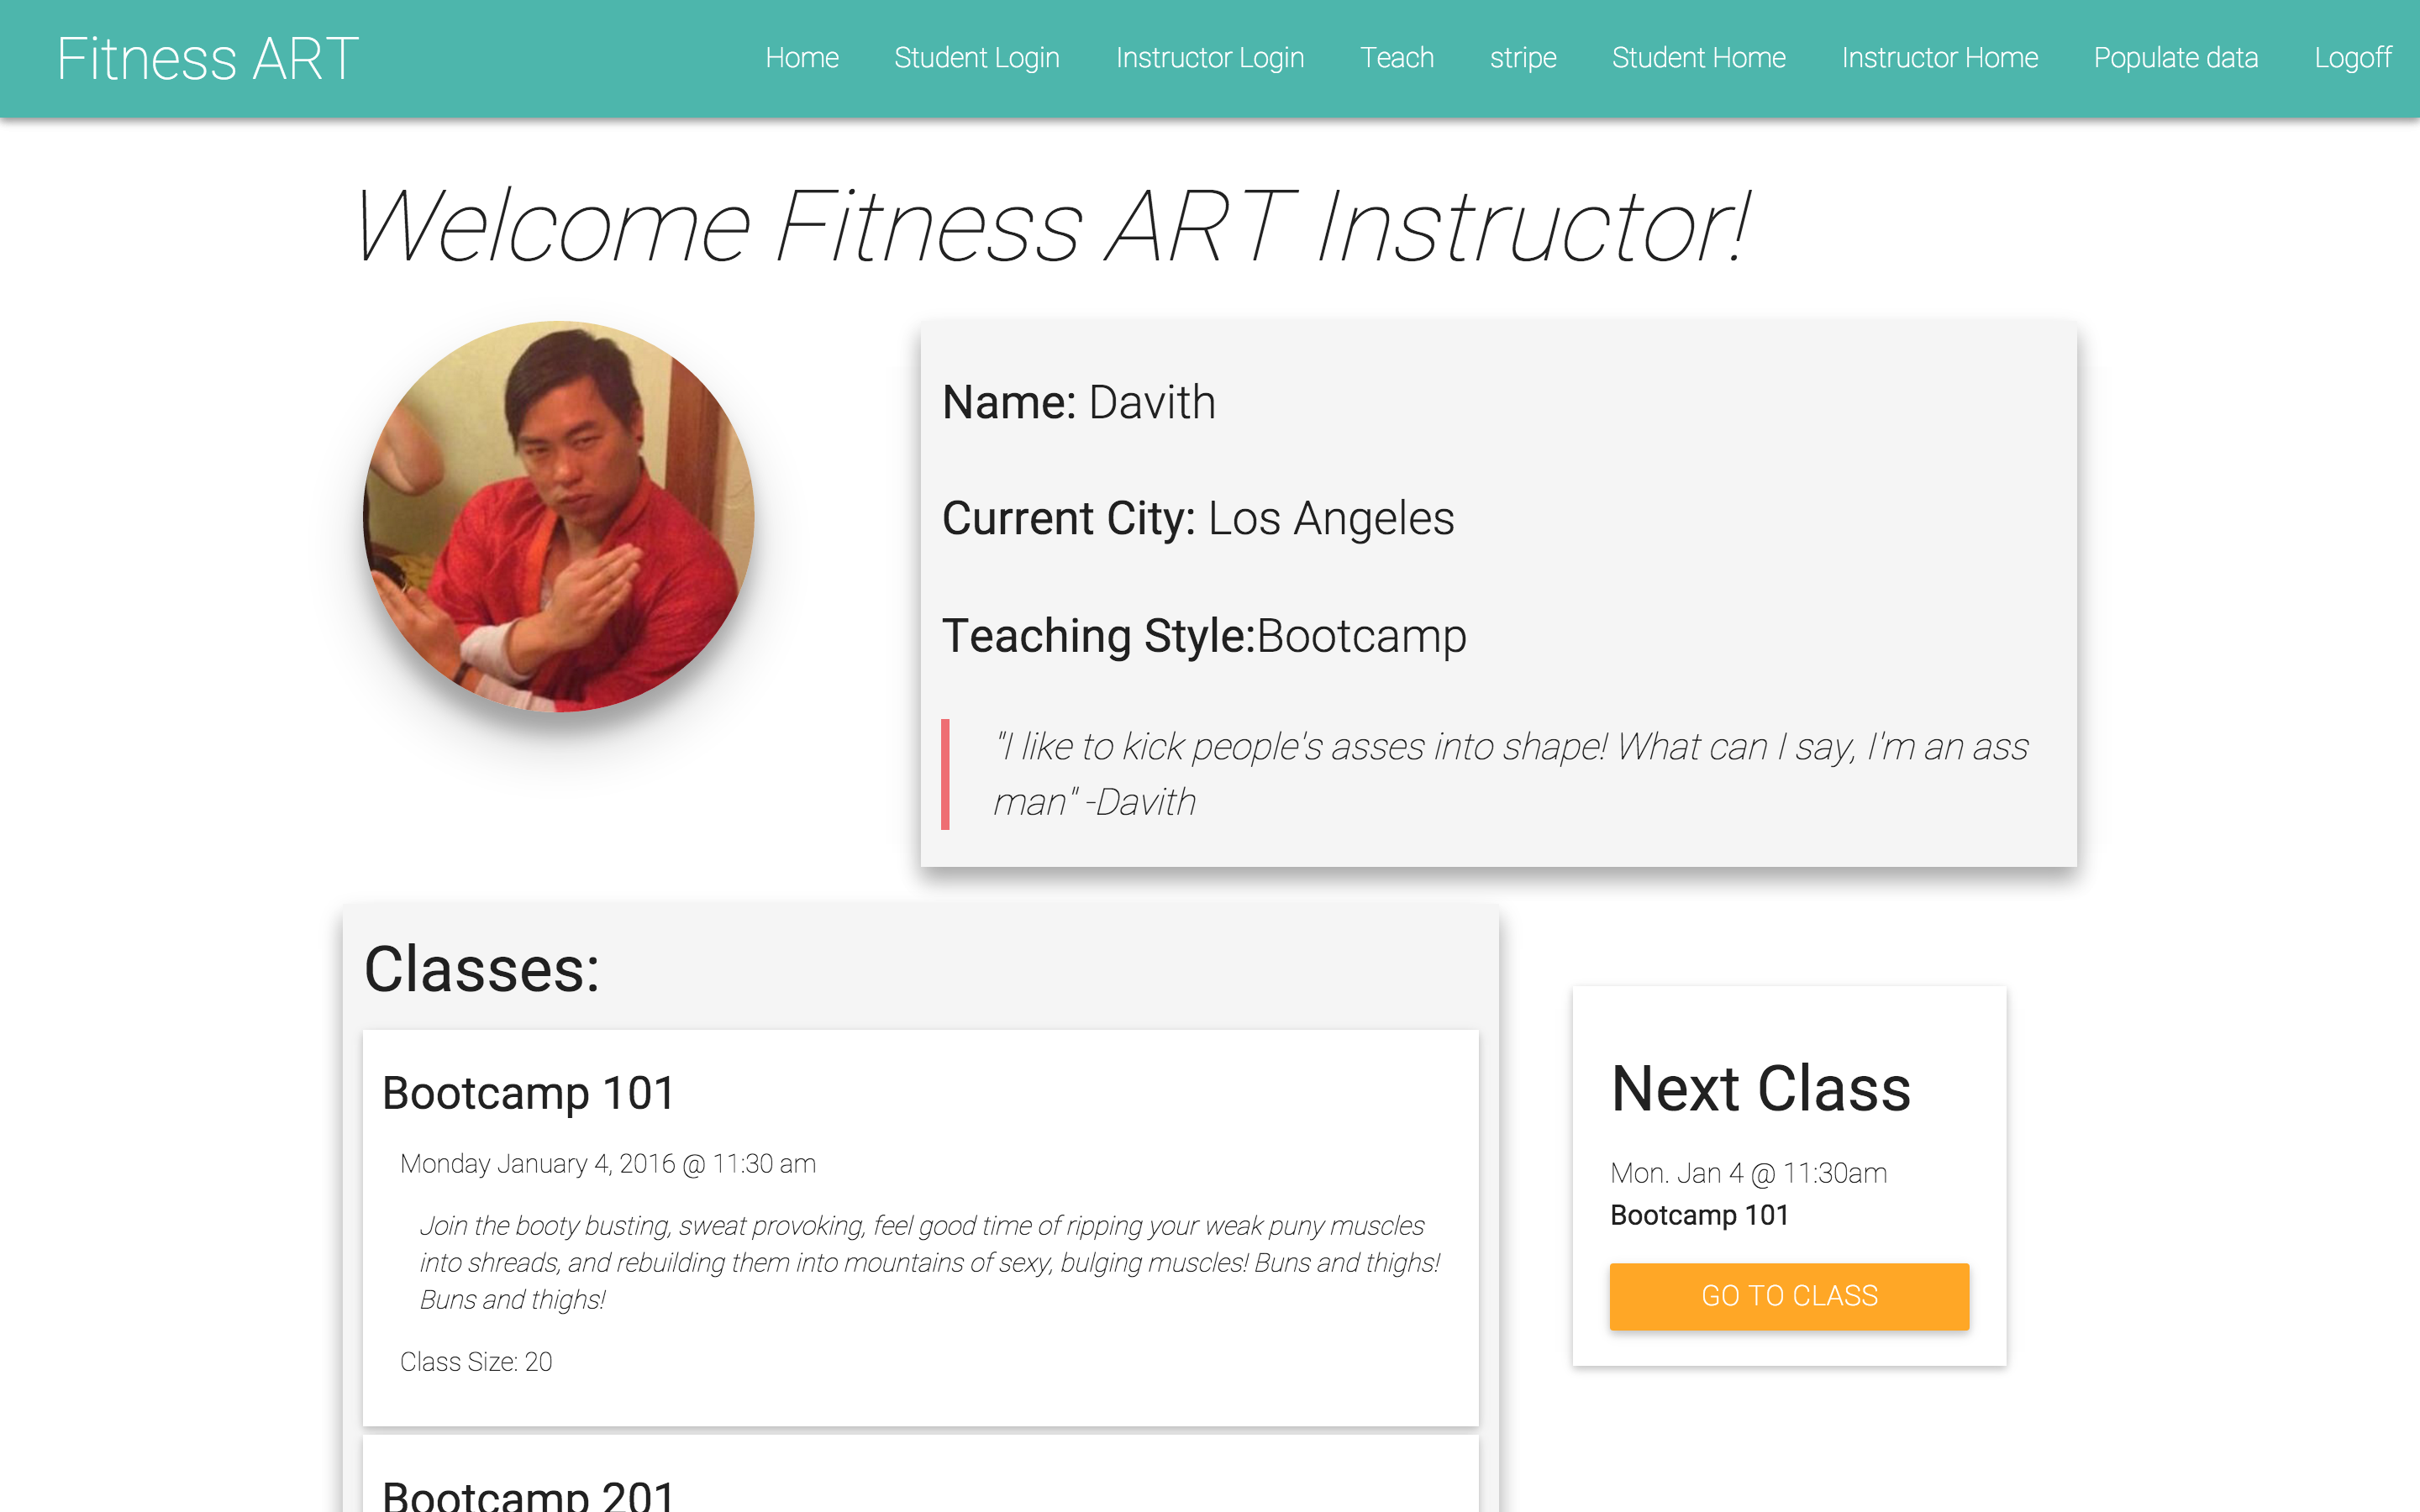 Fitness ART
Home Student Login Instructor Login Teach stripe Student Home Instructor Home Populate data Logoff
Welcome Fitness ART Instructor!
Name: Davith
Current City: Los Angeles
Teaching Style:Bootcamp
"I like to kick people's asses into shape! What can I say, I'm an ass
man" -Davith
Classes:
Bootcamp 101
Monday January 4, 2016 @ 11:30 am
Join the booty busting, sweat provoking, feel good time of ripping your weak puny muscles
into shreds, and rebuilding them into mountains of sexy, bulging muscles! Buns and thighs!
Buns and thighs!
Class Size: 20
Bootcamp 201
Next Class
Mon. Jan 4 @ 11:30am
Bootcamp 101
GO TO CLASS